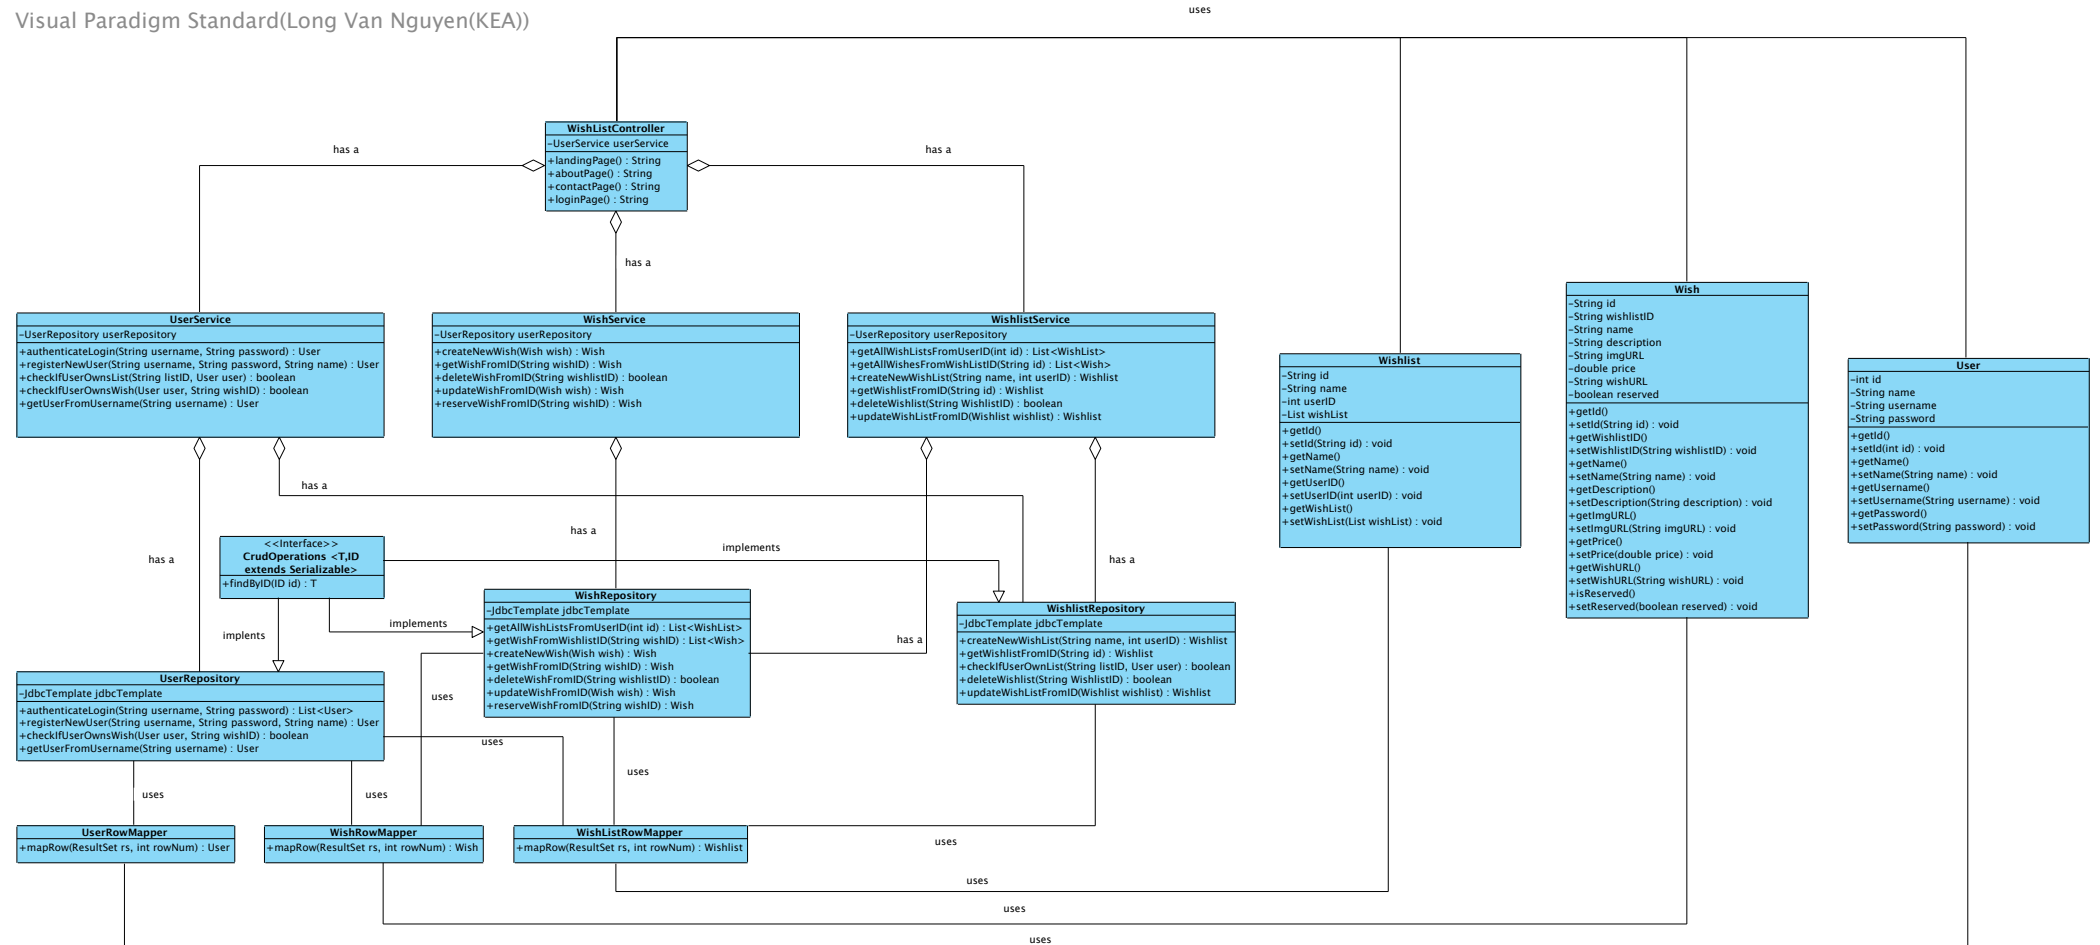 Visual Paradigm Standard(Long Van Nguyen(KEA))
uses
WishListController
-UserService userService
+landingPage() : String
+aboutPage() : String
+contactPage() : String
+loginPage() : String
has a
has a
has a
UserService
-UserRepository userRepository
+authenticateLogin(String username, String password) : User
+registerNewUser(String username, String password, String name) : User
+checkIfUserOwnsList(String listID, User user) : boolean
+checkIfUserOwnsWish(User user, String wishID) : boolean
+getUserFromUsername(String username) : User
WishService
-UserRepository userRepository
+createNewWish(Wish wish) : Wish
+getWishFromID(String wishID) : Wish
+deleteWishFromID(String wishlistID) : boolean
+updateWishFromID(Wish wish) : Wish
+reserveWishFromID(String wishID) : Wish
WishlistService
-UserRepository userRepository
+getAllWishListsFromUserID(int id) : List<WishList>
+getAllWishesFromWishListID(String id) : List<Wish>
+createNewWishList(String name, int userID) : Wishlist
+getWishlistFromID(String id) : Wishlist
+deleteWishlist(String WishlistID) : boolean
+updateWishListFromID(Wishlist wishlist) : Wishlist
Wishlist
-String id
-String name
-int userID
-List wishList
+getId()
+setId(String id) : void
+getName()
+setName(String name) : void
+getUserID()
+setUserID(int userID) : void
+getWishList()
+setWishList(List wishList) : void
Wish
-String id
-String wishlistID
-String name
-String description
-String imgURL
-double price
-String wishURL
-boolean reserved
+getId()
+setId(String id) : void
+getWishlistID()
+setWishlistID(String wishlistID) : void
+getName()
+setName(String name) : void
+getDescription()
+setDescription(String description) : void
+getImgURL()
+setImgURL(String imgURL) : void
+getPrice()
+setPrice(double price) : void
+getWishURL()
+setWishURL(String wishURL) : void
+isReserved()
+setReserved(boolean reserved) : void
User
-int id
-String name
-String username
-String password
+getId()
+setId(int id) : void
+getName()
+setName(String name) : void
+getUsername()
+setUsername(String username) : void
+getPassword()
+setPassword(String password) : void
has a
has a
has a
has a
has a
<<Interface>>
CrudOperations <T,ID
extends Serializable>
+findByID(ID id) : T
implements
implements
implents
WishRepository
-JdbcTemplate jdbcTemplate
+getAllWishListsFromUserID(int id) : List<WishList>
+getWishFromWishlistID(String wishID) : List<Wish>
+createNewWish(Wish wish) : Wish
+getWishFromID(String wishID) : Wish
+deleteWishFromID(String wishlistID) : boolean
+updateWishFromID(Wish wish) : Wish
+reserveWishFromID(String wishID) : Wish
WishlistRepository
-JdbcTemplate jdbcTemplate
+createNewWishList(String name, int userID) : Wishlist
+getWishlistFromID(String id) : Wishlist
+checkIfUserOwnList(String listID, User user) : boolean
+deleteWishlist(String WishlistID) : boolean
+updateWishListFromID(Wishlist wishlist) : Wishlist
UserRepository
-JdbcTemplate jdbcTemplate
+authenticateLogin(String username, String password) : List<User>
+registerNewUser(String username, String password, String name) : User
+checkIfUserOwnsWish(User user, String wishID) : boolean
+getUserFromUsername(String username) : User
uses
uses
uses
uses
uses
uses
UserRowMapper
+mapRow(ResultSet rs, int rowNum) : User
WishRowMapper
+mapRow(ResultSet rs, int rowNum) : Wish
WishListRowMapper
+mapRow(ResultSet rs, int rowNum) : Wishlist
uses
uses
uses